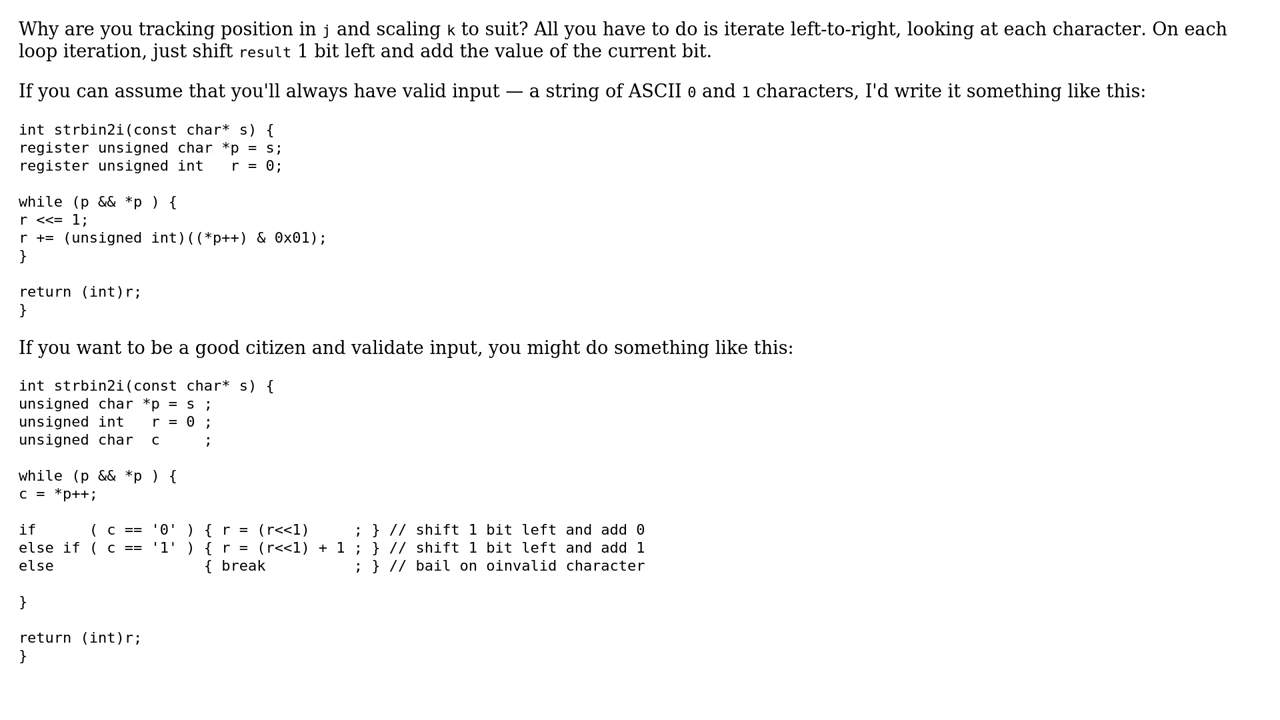 Why are you tracking position in j and scaling k to suit? All you have to do is iterate left-to-right, looking at each character. On each
loop iteration, just shift result 1 bit left and add the value of the current bit.
If you can assume that you'll always have valid input — a string of ASCII 0 and 1 characters, I'd write it something like this:
int strbin2i(const char* s) {
register unsigned char *p = s;
register unsigned int   r = 0;
while (p && *p ) {
r <<= 1;
r += (unsigned int)((*p++) & 0x01);
}
return (int)r;
}
If you want to be a good citizen and validate input, you might do something like this:
int strbin2i(const char* s) {
unsigned char *p = s ;
unsigned int   r = 0 ;
unsigned char  c     ;
while (p && *p ) {
c = *p++;
if      ( c == '0' ) { r = (r<<1)     ; } // shift 1 bit left and add 0
else if ( c == '1' ) { r = (r<<1) + 1 ; } // shift 1 bit left and add 1
else                 { break          ; } // bail on oinvalid character
}
return (int)r;
}